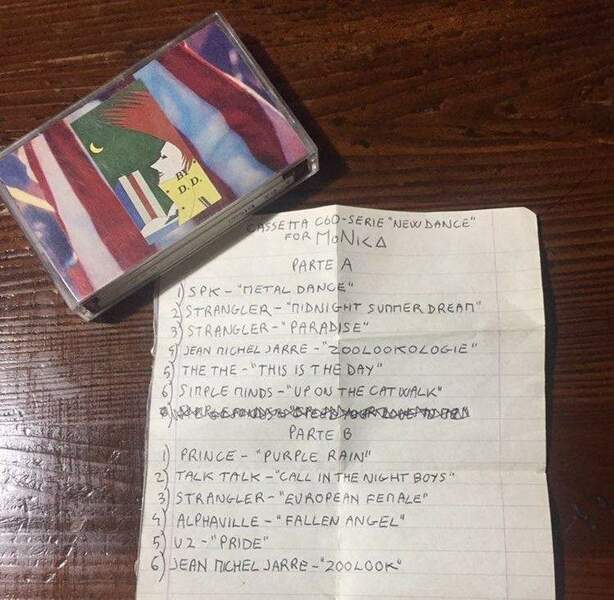 BY
D.D.
CASSETTA C60-SERIE "NEW DANCE"
FOR MONICA
PARTE A
1) SPK - "METAL DANCE"
2) STRANGLER - "MIDNIGHT SUMMER DREAM"
3) STRANGLER - "PARADISE"
4) JEAN MICHEL JARRE - "ZOOLOOKOLOGIE"
5) THE THE - "THIS IS THE DAY"
6) SIMPLE MINDS - "UP ON THE CATWALK"
PARTE B
1) PRINCE - "PURPLE RAIN"
2) TALK TALK - "CALL IN THE NIGHT BOYS"
3) STRANGLER - "EUROPEAN FEMALE"
4) ALPHAVILLE - "FALLEN ANGEL"
5) U2 - "PRIDE"
6) JEAN MICHEL JARRE - "ZOOLOOK"